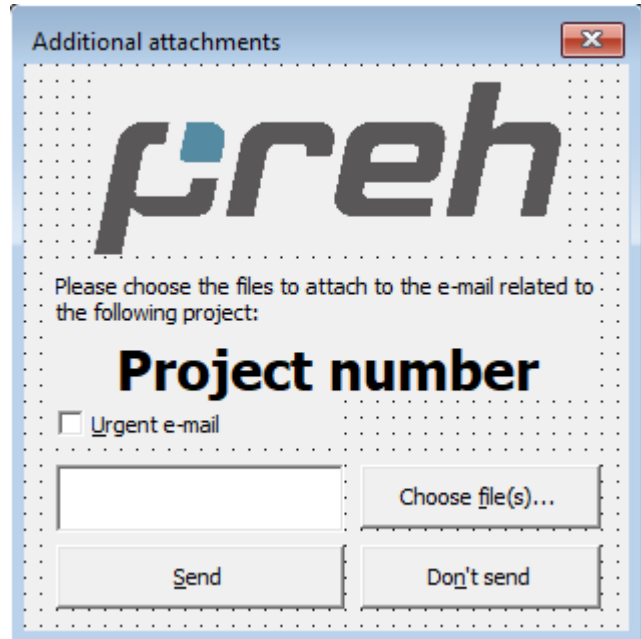 Additional attachments
preh
Please choose the files to attach to the e-mail related to
the following project:
Project number
Urgent e-mail
Choose file(s)...
Send
Don't send